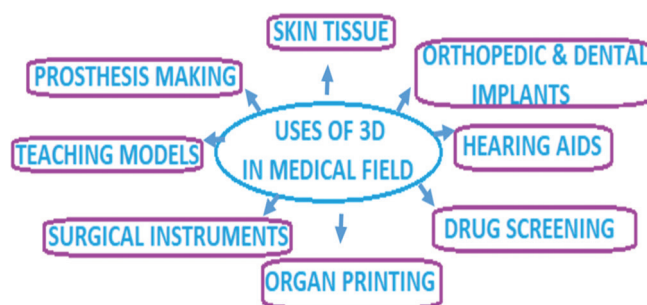 SKIN TISSUE
PROSTHESIS MAKING
ORTHOPEDIC & DENTAL
IMPLANTS
USES OF 3D
IN MEDICAL FIELD
TEACHING MODELS
HEARING AIDS
SURGICAL INSTRUMENTS
DRUG SCREENING
ORGAN PRINTING